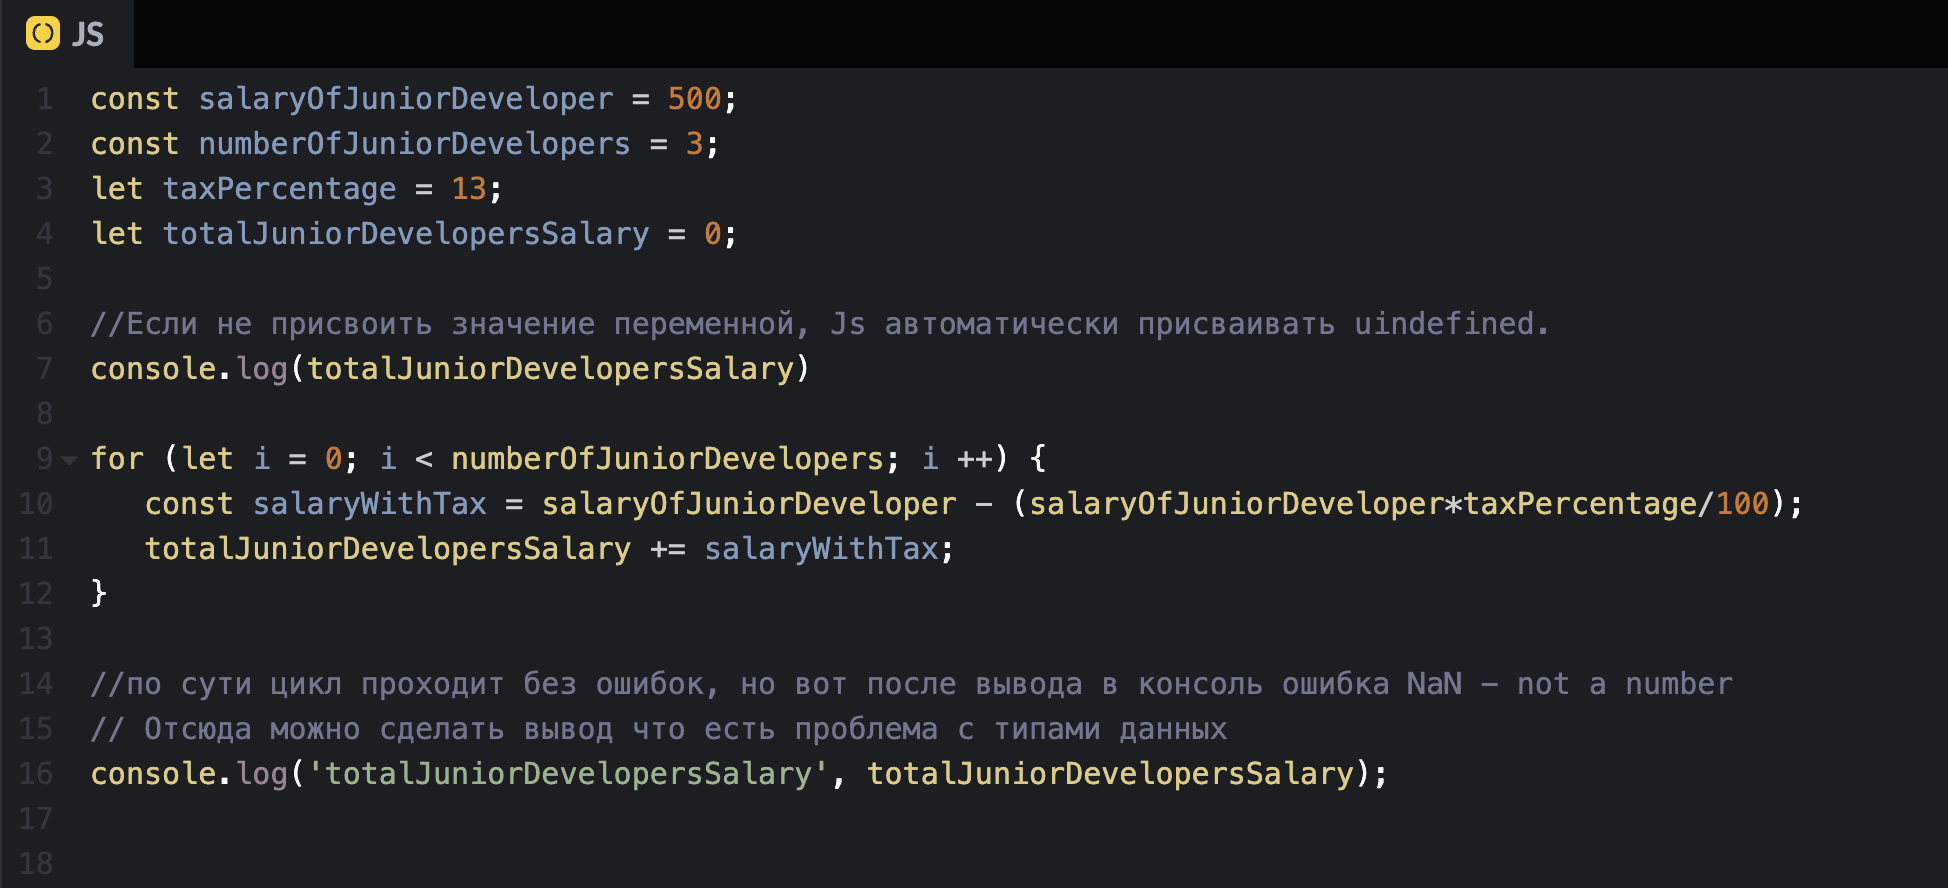 JS
1 const salaryOfJuniorDeveloper = 500;
2 const numberOfJuniorDevelopers = 3;
3 let taxPercentage = 13;
4 let totalJuniorDevelopersSalary = 0;
5
6 //Если не присвоить значение переменной, Js автоматически присваивать uindefined.
7 console.log(totalJuniorDevelopersSalary)
8
9 for (let i = 0; i < numberOfJuniorDevelopers; i ++) {
10    const salaryWithTax = salaryOfJuniorDeveloper - (salaryOfJuniorDeveloper*taxPercentage/100);
11    totalJuniorDevelopersSalary += salaryWithTax;
12 }
13
14 //по сути цикл проходит без ошибок, но вот после вывода в консоль ошибка NaN - not a number
15 // Отсюда можно сделать вывод что есть проблема с типами данных
16 console.log('totalJuniorDevelopersSalary', totalJuniorDevelopersSalary);
17
18